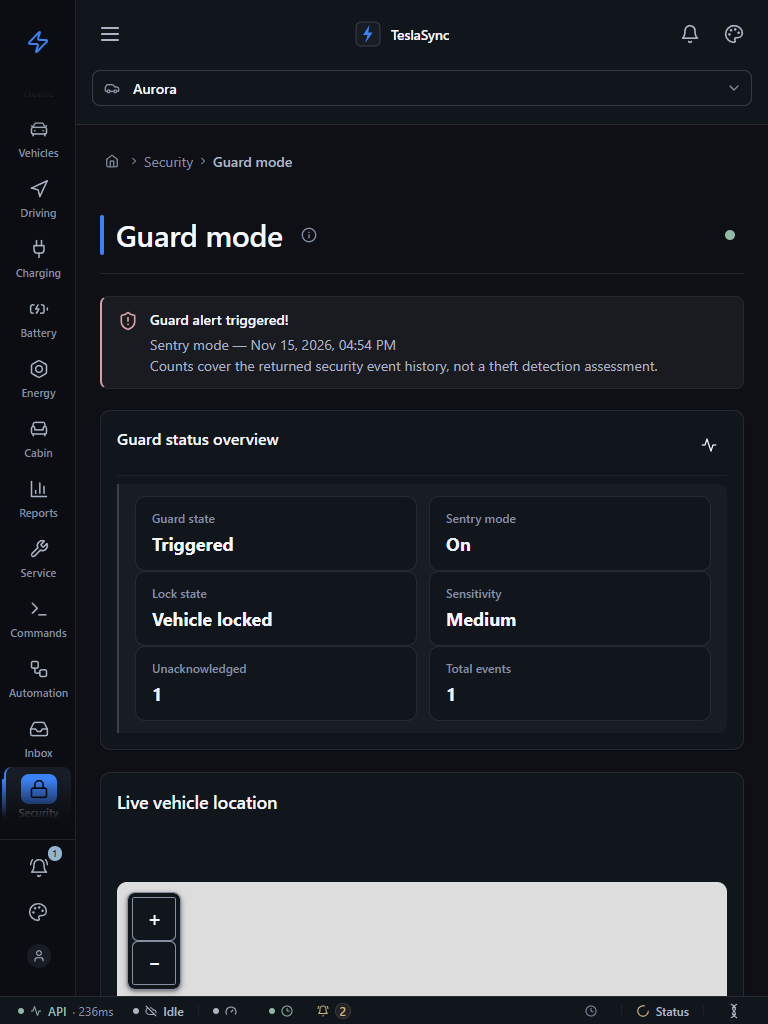 TeslaSync
Aurora
Home
Vehicles
Driving
Charging
Battery
Energy
Cabin
Reports
Service
Commands
Automation
Inbox
Security
1
Security
Guard mode
Guard mode
Guard alert triggered!
Sentry mode — Nov 15, 2026, 04:54 PM
Counts cover the returned security event history, not a theft detection assessment.
Guard status overview
Guard state
Triggered
Sentry mode
On
Lock state
Vehicle locked
Sensitivity
Medium
Unacknowledged
1
Total events
1
Live vehicle location
+
−
API · 236ms
Idle
2
Status